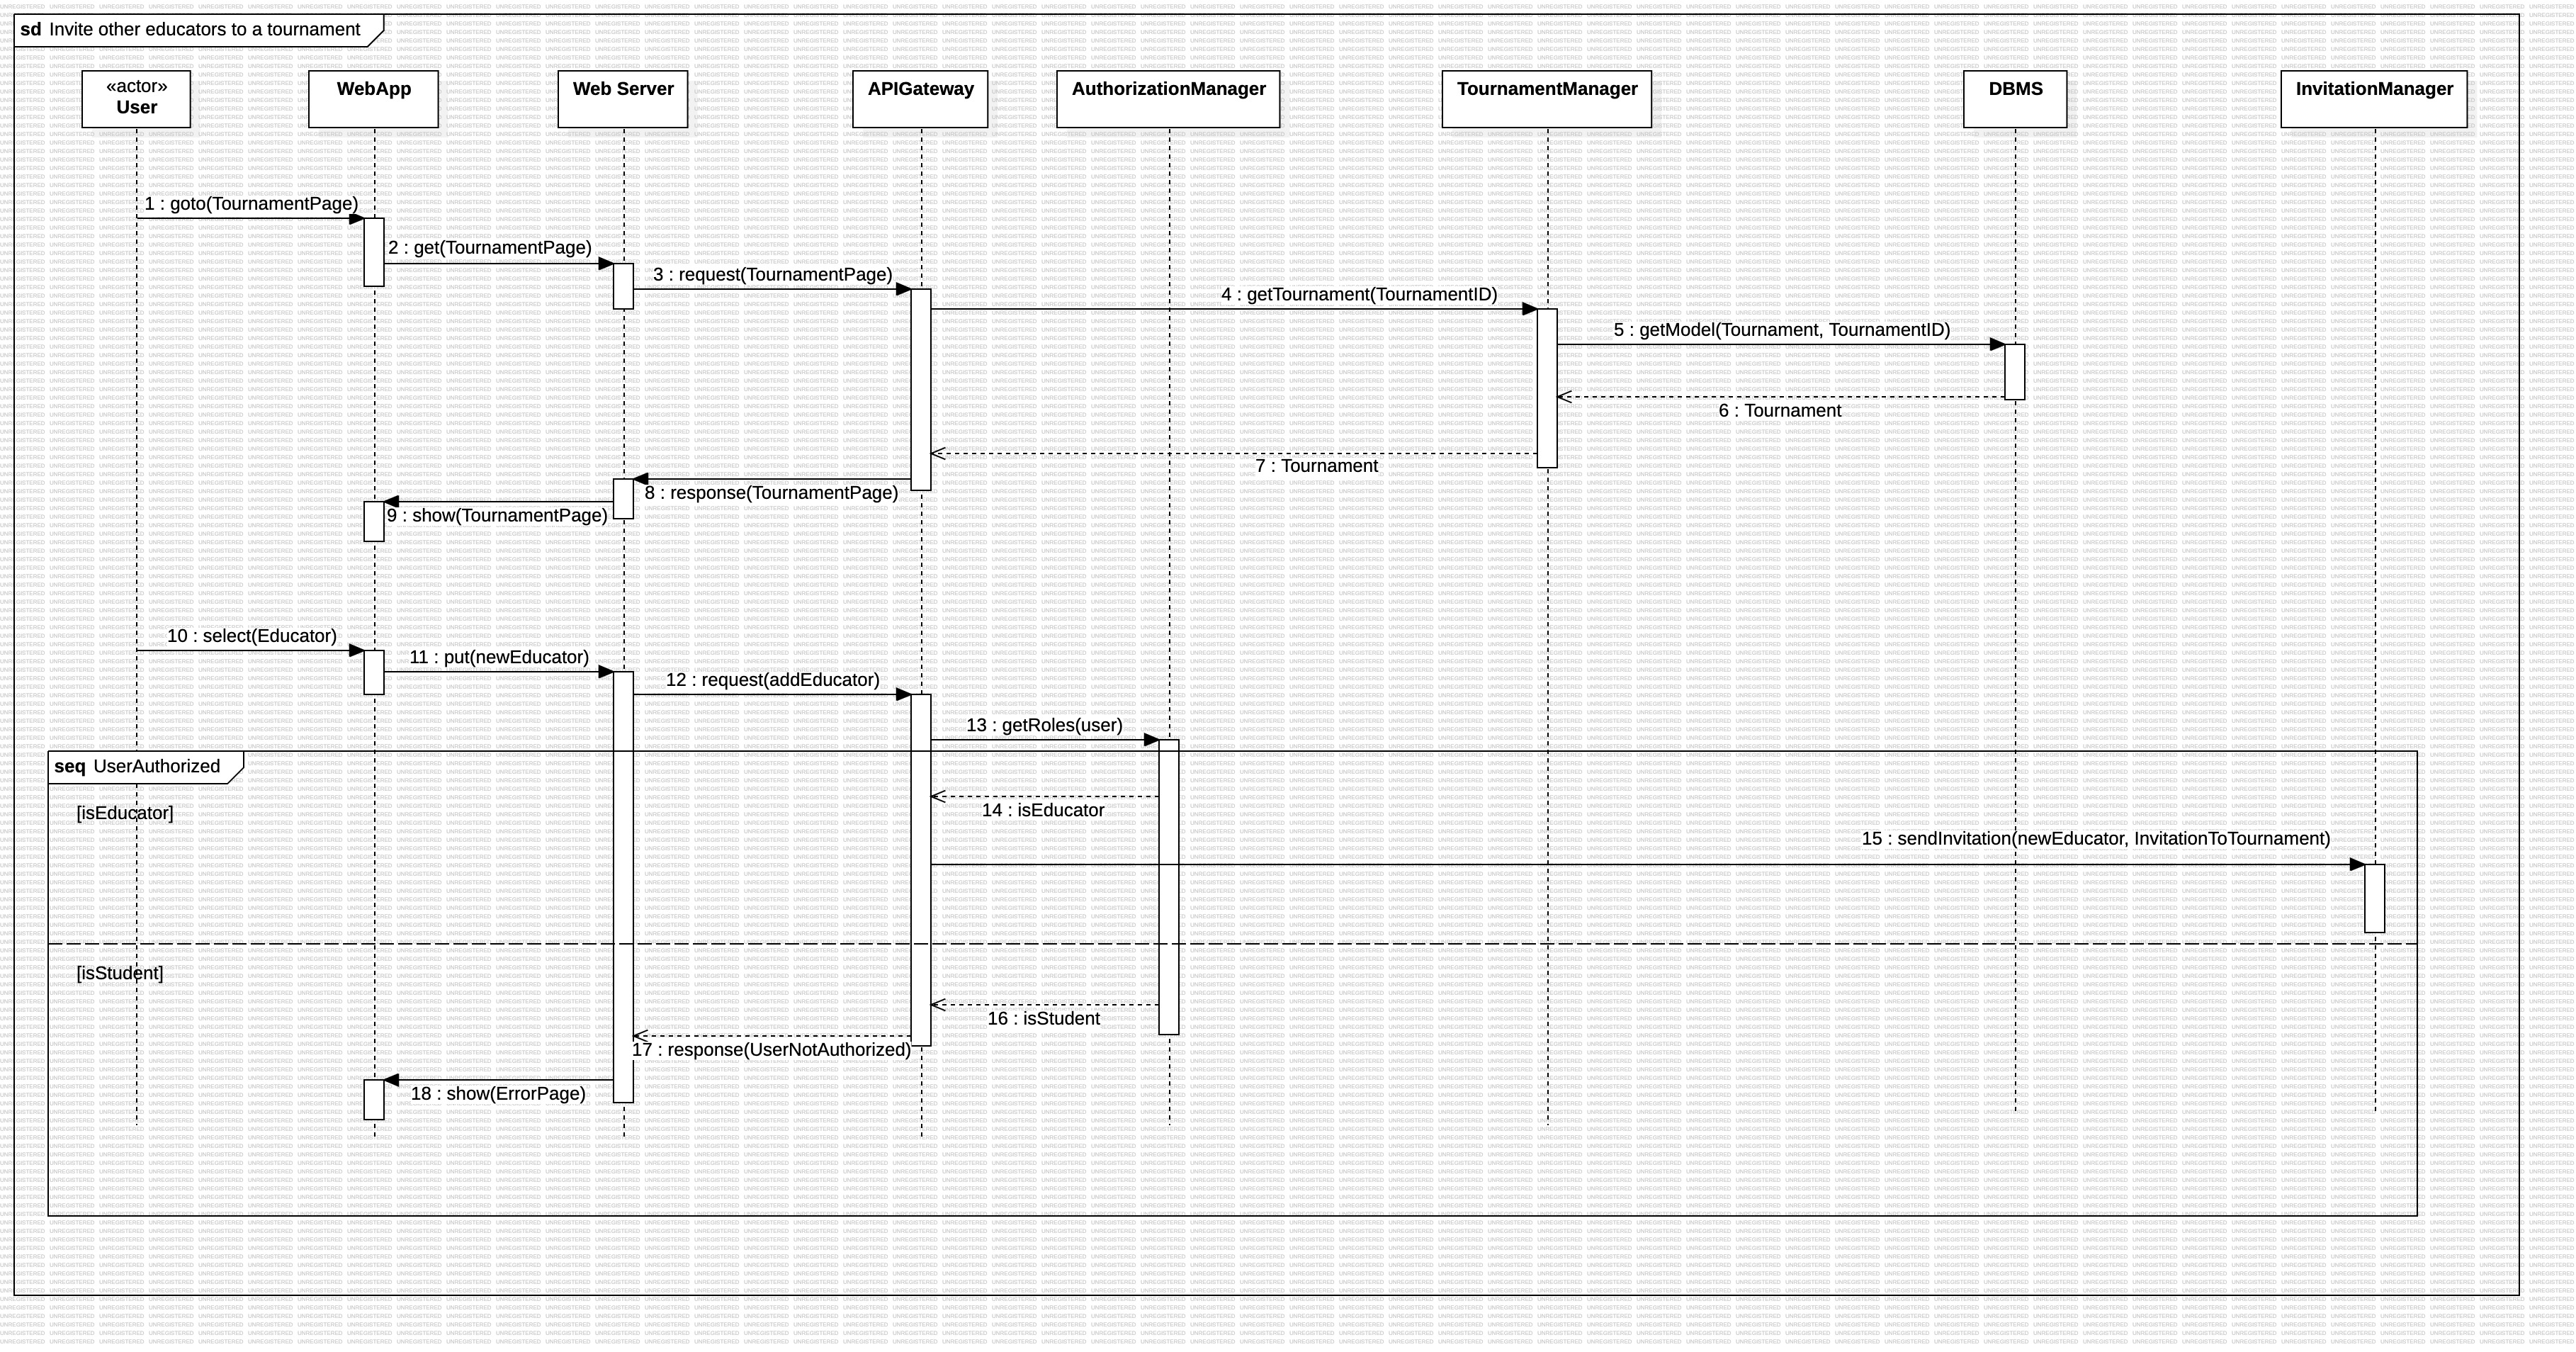 sd Invite other educators to a tournament
«actor»
User
WebApp
Web Server
APIGateway
AuthorizationManager
TournamentManager
DBMS
InvitationManager
1 : goto(TournamentPage)
2 : get(TournamentPage)
3 : request(TournamentPage)
4 : getTournament(TournamentID)
5 : getModel(Tournament, TournamentID)
6 : Tournament
7 : Tournament
8 : response(TournamentPage)
9 : show(TournamentPage)
10 : select(Educator)
11 : put(newEducator)
12 : request(addEducator)
13 : getRoles(user)
seq UserAuthorized
[isEducator]
14 : isEducator
15 : sendInvitation(newEducator, InvitationToTournament)
[isStudent]
16 : isStudent
17 : response(UserNotAuthorized)
18 : show(ErrorPage)